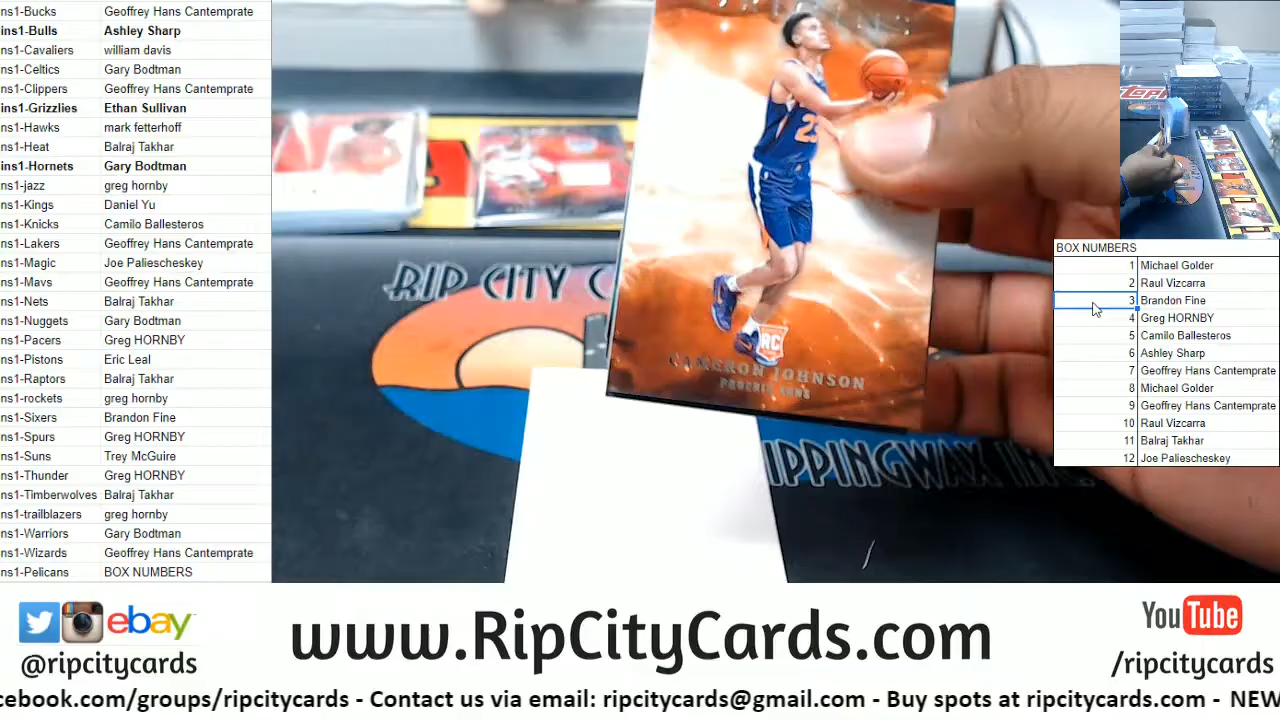 ns1-Bucks Geoffrey Hans Cantemprate
ins1-Bulls Ashley Sharp
ns1-Cavaliers william davis
ns1-Celtics Gary Bodtman
ns1-Clippers Geoffrey Hans Cantemprate
ins1-Grizzlies Ethan Sullivan
ns1-Hawks mark fetterhoff
ns1-Heat Balraj Takhar
ins1-Hornets Gary Bodtman
ns1-jazz greg hornby
ns1-Kings Daniel Yu
ns1-Knicks Camilo Ballesteros
ns1-Lakers Geoffrey Hans Cantemprate
ns1-Magic Joe Paliescheskey
ns1-Mavs Geoffrey Hans Cantemprate
ns1-Nets Balraj Takhar
ns1-Nuggets Gary Bodtman
ns1-Pacers Greg HORNBY
ns1-Pistons Eric Leal
ns1-Raptors Balraj Takhar
ns1-rockets greg hornby
ns1-Sixers Brandon Fine
ns1-Spurs Greg HORNBY
ns1-Suns Trey McGuire
ns1-Thunder Greg HORNBY
ns1-Timberwolves Balraj Takhar
ns1-trailblazers greg hornby
ns1-Warriors Gary Bodtman
ns1-Wizards Geoffrey Hans Cantemprate
ns1-Pelicans BOX NUMBERS
23
RC
CAMERON JOHNSON
PHOENIX SUNS
RIP CITY C
IPPINGWAX INC.
BOX NUMBERS
1 Michael Golder
2 Raul Vizcarra
3 Brandon Fine
4 Greg HORNBY
5 Camilo Ballesteros
6 Ashley Sharp
7 Geoffrey Hans Cantemprate
8 Michael Golder
9 Geoffrey Hans Cantemprate
10 Raul Vizcarra
11 Balraj Takhar
12 Joe Paliescheskey
ebay
@ripcitycards
www.RipCityCards.com
YouTube
/ripcitycards
cebook.com/groups/ripcitycards - Contact us via email: ripcitycards@gmail.com - Buy spots at ripcitycards.com - NEW